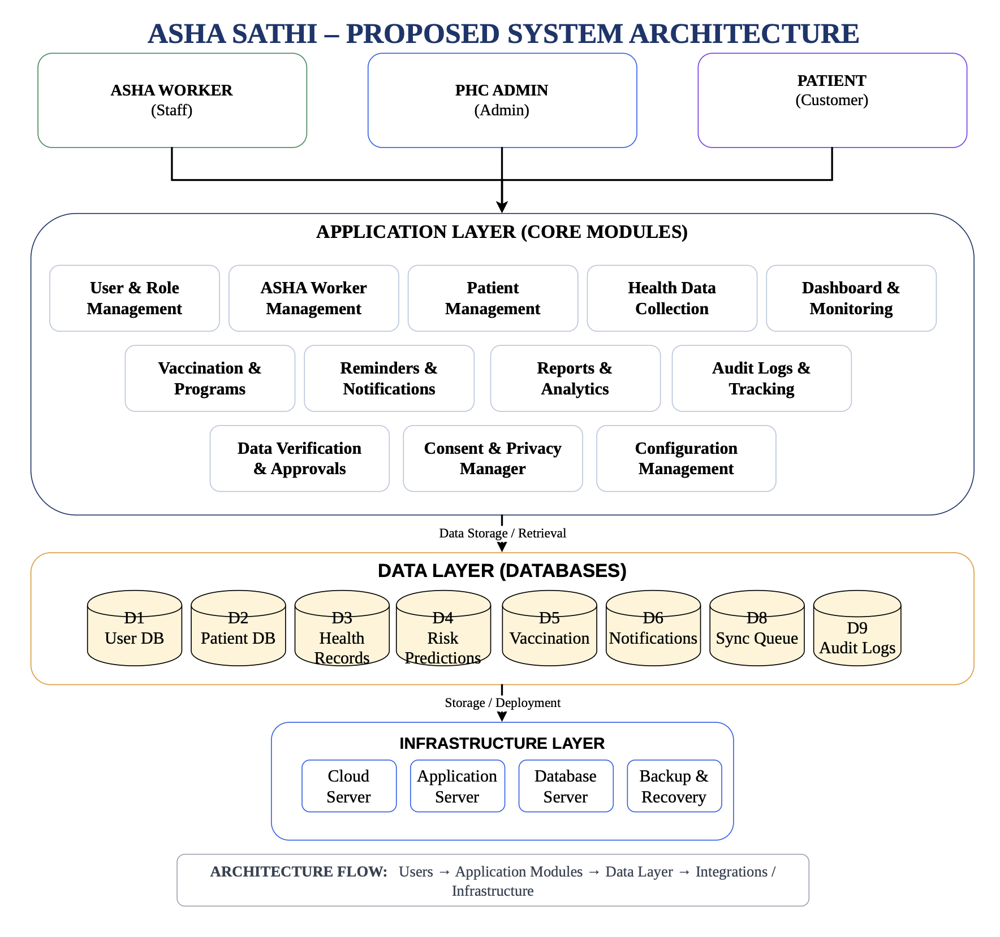 ASHA SATHI – PROPOSED SYSTEM ARCHITECTURE
ASHA WORKER
(Staff)
PHC ADMIN
(Admin)
PATIENT
(Customer)
APPLICATION LAYER (CORE MODULES)
User & Role
Management
ASHA Worker
Management
Patient
Management
Health Data
Collection
Dashboard &
Monitoring
Vaccination &
Programs
Reminders &
Notifications
Reports &
Analytics
Audit Logs &
Tracking
Data Verification
& Approvals
Consent & Privacy
Manager
Configuration
Management
Data Storage / Retrieval
DATA LAYER (DATABASES)
D1
User DB
D2
Patient DB
D3
Health
Records
D4
Risk
Predictions
D5
Vaccination
D6
Notifications
D8
Sync Queue
D9
Audit Logs
Storage / Deployment
INFRASTRUCTURE LAYER
Cloud
Server
Application
Server
Database
Server
Backup &
Recovery
ARCHITECTURE FLOW: Users → Application Modules → Data Layer → Integrations /
Infrastructure